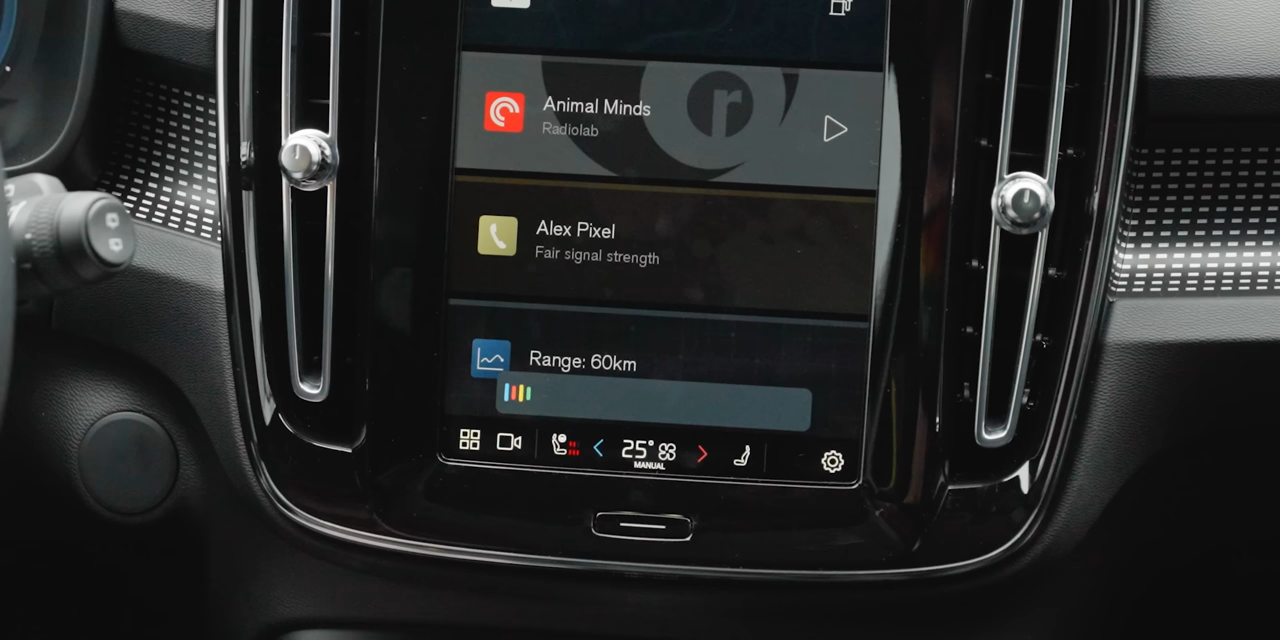 r
Animal Minds
Radiolab
Alex Pixel
Fair signal strength
Range: 60km
25°
MANUAL